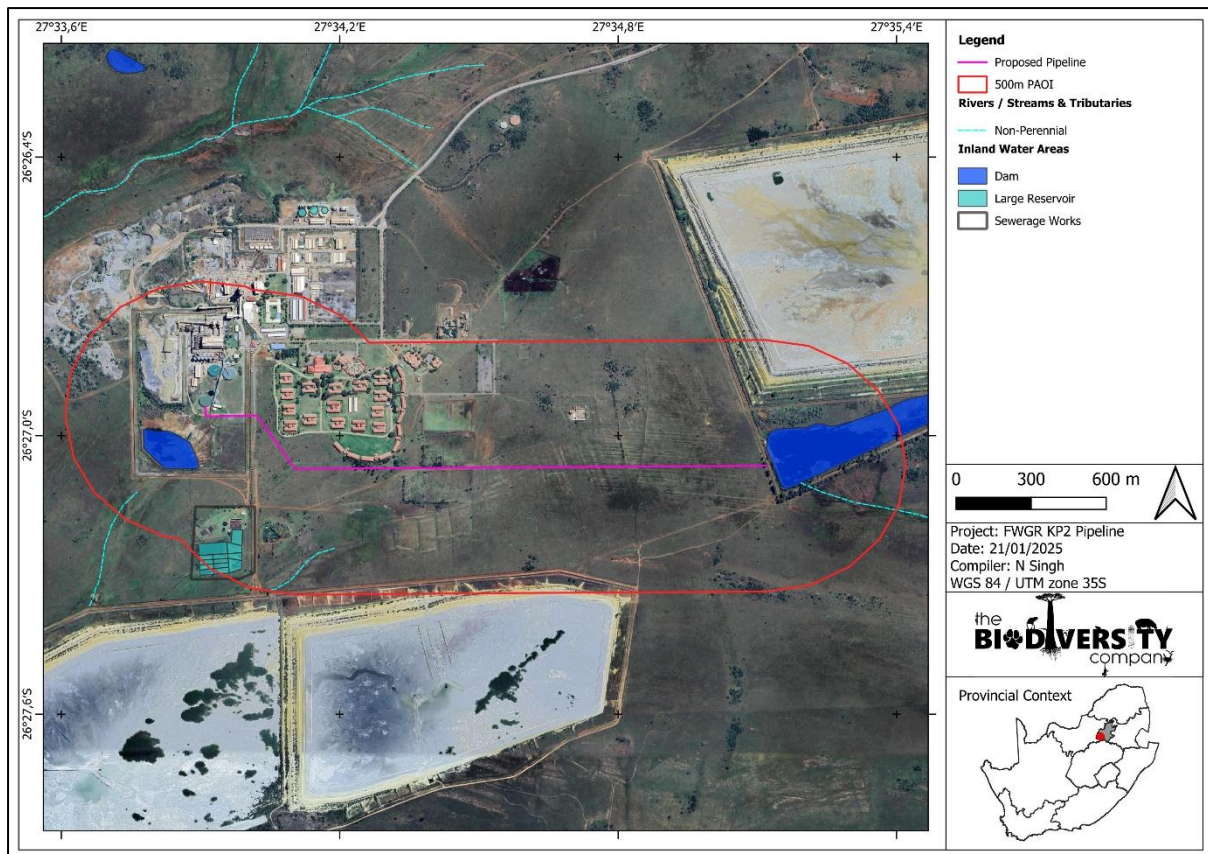 27°33,6'
27°34,2'
27°34,8'
27°35,4'
26°26,4'S
26°27,0'S
26°27,6'S
Legend
Proposed Pipeline
500m PAOI
Rivers / Streams & Tributaries
Non-Perennial
Inland Water Areas
Dam
Large Reservoir
Sewerage Works
0 300 600 m
Project: FWGR KP2 Pipeline
Date: 21/01/2025
Compiler: N Singh
WGS 84 / UTM zone 35S
the
BIODIVERSITY
company
Provincial Context